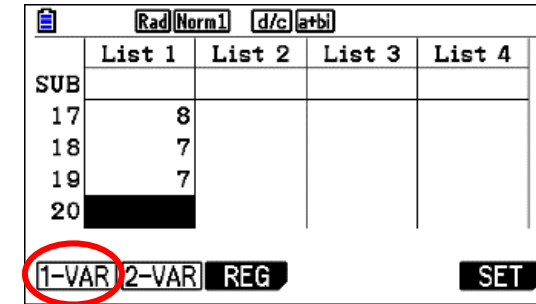 Rad Norm1 d/c a+bi
List 1 List 2 List 3 List 4
SUB
17 8
18 7
19 7
20
1-VAR 2-VAR REG SET